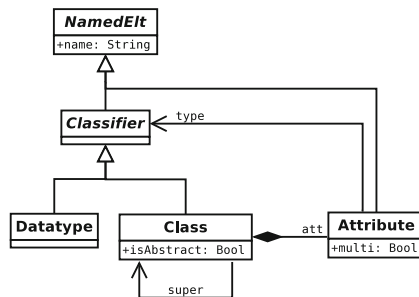 NamedElt
+name: String
Classifier
type
Datatype
Class
+isAbstract: Bool
att
Attribute
+multi: Bool
super